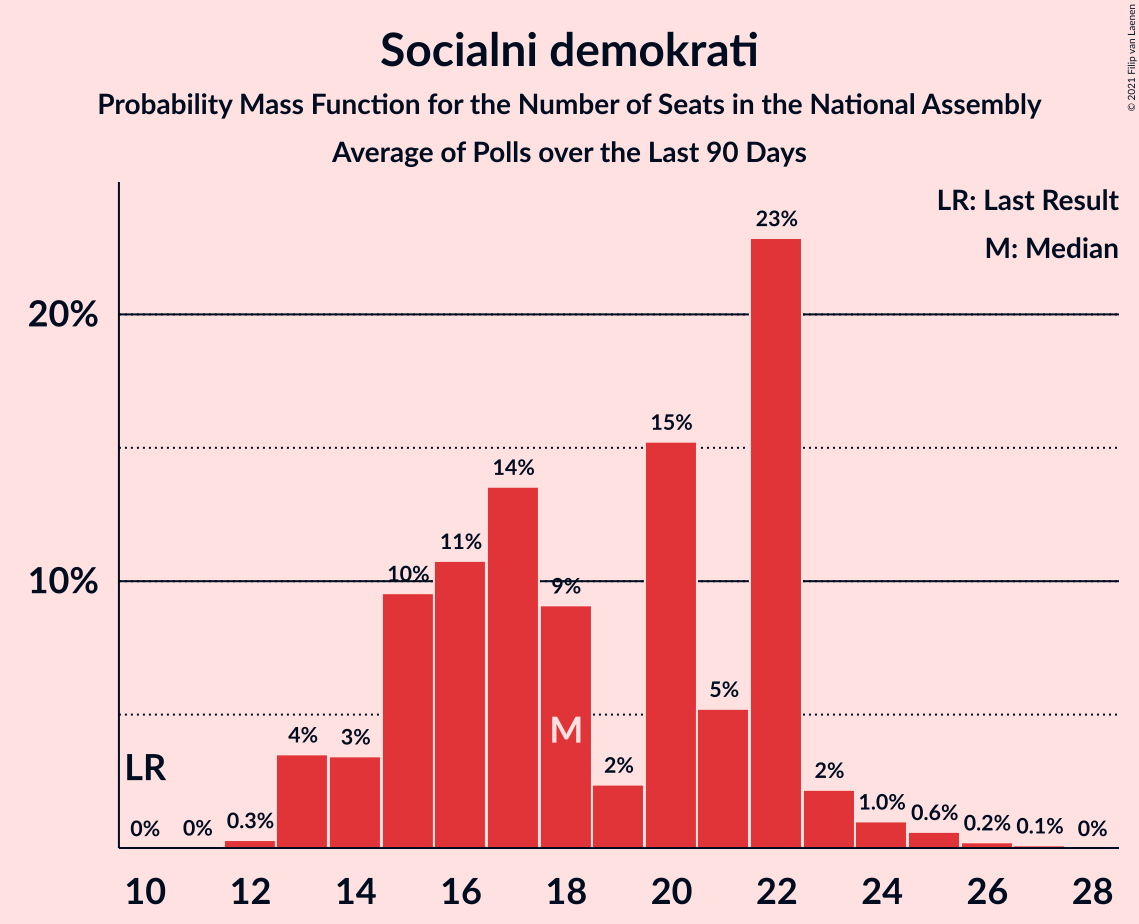 Socialni demokrati
Probability Mass Function for the Number of Seats in the National Assembly
Average of Polls over the Last 90 Days
© 2021 Filip van Laenen
LR: Last Result
M: Median
20%
10%
LR
M
0%
0%
0.3%
4%
3%
10%
11%
14%
9%
2%
15%
5%
23%
2%
1.0%
0.6%
0.2%
0.1%
0%
10 12 14 16 18 20 22 24 26 28